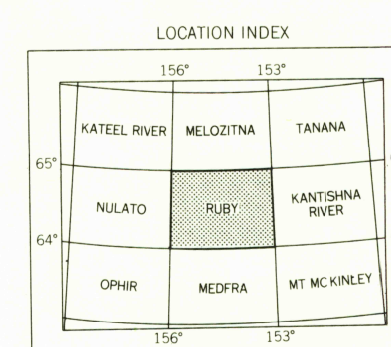 LOCATION INDEX
156° 153°
KATEEL RIVER MELOZITNA TANANA
65°
NULATO RUBY KANTISHNA RIVER
64°
OPHIR MEDFRA MT MCKINLEY
156° 153°